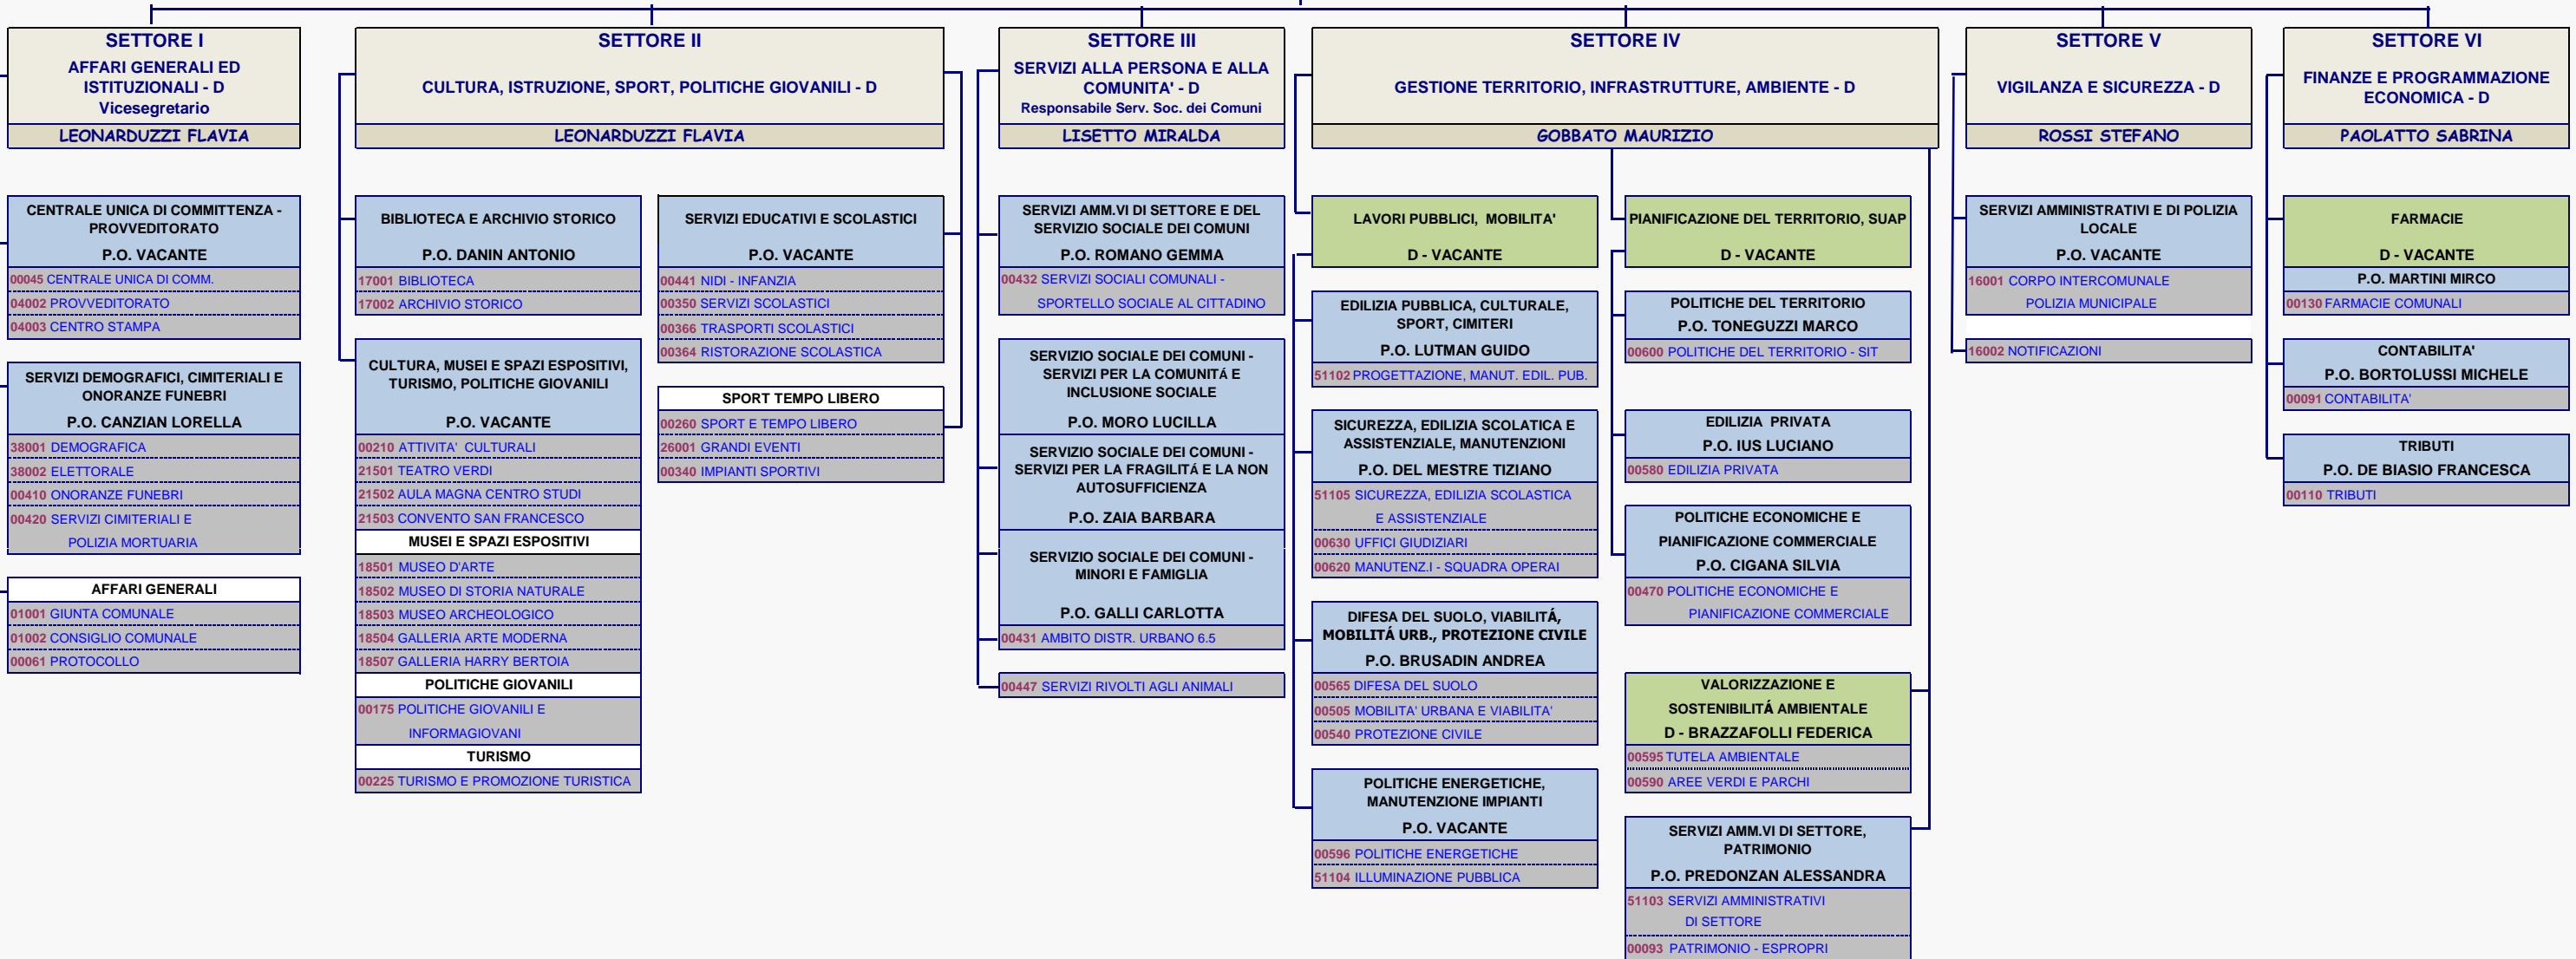 SETTORE I
AFFARI GENERALI ED
ISTITUZIONALI - D
Vicesegretario
LEONARDUZZI FLAVIA
CENTRALE UNICA DI COMMITTENZA -
PROVVEDITORATO
P.O. VACANTE
00045 CENTRALE UNICA DI COMM.
04002 PROVVEDITORATO
04003 CENTRO STAMPA
SERVIZI DEMOGRAFICI, CIMITERIALI E
ONORANZE FUNEBRI
P.O. CANZIAN LORELLA
38001 DEMOGRAFICA
38002 ELETTORALE
00410 ONORANZE FUNEBRI
00420 SERVIZI CIMITERIALI E
POLIZIA MORTUARIA
AFFARI GENERALI
01001 GIUNTA COMUNALE
01002 CONSIGLIO COMUNALE
00061 PROTOCOLLO
SETTORE II
CULTURA, ISTRUZIONE, SPORT, POLITICHE GIOVANILI - D
LEONARDUZZI FLAVIA
BIBLIOTECA E ARCHIVIO STORICO
P.O. DANIN ANTONIO
17001 BIBLIOTECA
17002 ARCHIVIO STORICO
CULTURA, MUSEI E SPAZI ESPOSITIVI,
TURISMO, POLITICHE GIOVANILI
P.O. VACANTE
00210 ATTIVITA' CULTURALI
21501 TEATRO VERDI
21502 AULA MAGNA CENTRO STUDI
21503 CONVENTO SAN FRANCESCO
MUSEI E SPAZI ESPOSITIVI
18501 MUSEO D'ARTE
18502 MUSEO DI STORIA NATURALE
18503 MUSEO ARCHEOLOGICO
18504 GALLERIA ARTE MODERNA
18507 GALLERIA HARRY BERTOIA
POLITICHE GIOVANILI
00175 POLITICHE GIOVANILI E
INFORMAGIOVANI
TURISMO
00225 TURISMO E PROMOZIONE TURISTICA
SERVIZI EDUCATIVI E SCOLASTICI
P.O. VACANTE
00441 NIDI - INFANZIA
00350 SERVIZI SCOLASTICI
00366 TRASPORTI SCOLASTICI
00364 RISTORAZIONE SCOLASTICA
SPORT TEMPO LIBERO
00260 SPORT E TEMPO LIBERO
26001 GRANDI EVENTI
00340 IMPIANTI SPORTIVI
SETTORE III
SERVIZI ALLA PERSONA E ALLA
COMUNITA' - D
Responsabile Serv. Soc. dei Comuni
LISETTO MIRALDA
SERVIZI AMM.VI DI SETTORE E DEL
SERVIZIO SOCIALE DEI COMUNI
P.O. ROMANO GEMMA
00432 SERVIZI SOCIALI COMUNALI -
SPORTELLO SOCIALE AL CITTADINO
SERVIZIO SOCIALE DEI COMUNI -
SERVIZI PER LA COMUNITÁ E
INCLUSIONE SOCIALE
P.O. MORO LUCILLA
SERVIZIO SOCIALE DEI COMUNI -
SERVIZI PER LA FRAGILITÁ E LA NON
AUTOSUFFICIENZA
P.O. ZAIA BARBARA
SERVIZIO SOCIALE DEI COMUNI -
MINORI E FAMIGLIA
P.O. GALLI CARLOTTA
00431 AMBITO DISTR. URBANO 6.5
00447 SERVIZI RIVOLTI AGLI ANIMALI
SETTORE IV
GESTIONE TERRITORIO, INFRASTRUTTURE, AMBIENTE - D
GOBBATO MAURIZIO
LAVORI PUBBLICI, MOBILITA'
D - VACANTE
EDILIZIA PUBBLICA, CULTURALE,
SPORT, CIMITERI
P.O. LUTMAN GUIDO
51102 PROGETTAZIONE, MANUT. EDIL. PUB.
SICUREZZA, EDILIZIA SCOLATICA E
ASSISTENZIALE, MANUTENZIONI
P.O. DEL MESTRE TIZIANO
51105 SICUREZZA, EDILIZIA SCOLASTICA
E ASSISTENZIALE
00630 UFFICI GIUDIZIARI
00620 MANUTENZ.I - SQUADRA OPERAI
DIFESA DEL SUOLO, VIABILITÁ,
MOBILITÁ URB., PROTEZIONE CIVILE
P.O. BRUSADIN ANDREA
00565 DIFESA DEL SUOLO
00505 MOBILITA' URBANA E VIABILITA'
00540 PROTEZIONE CIVILE
POLITICHE ENERGETICHE,
MANUTENZIONE IMPIANTI
P.O. VACANTE
00596 POLITICHE ENERGETICHE
51104 ILLUMINAZIONE PUBBLICA
PIANIFICAZIONE DEL TERRITORIO, SUAP
D - VACANTE
POLITICHE DEL TERRITORIO
P.O. TONEGUZZI MARCO
00600 POLITICHE DEL TERRITORIO - SIT
EDILIZIA PRIVATA
P.O. IUS LUCIANO
00580 EDILIZIA PRIVATA
POLITICHE ECONOMICHE E
PIANIFICAZIONE COMMERCIALE
P.O. CIGANA SILVIA
00470 POLITICHE ECONOMICHE E
PIANIFICAZIONE COMMERCIALE
VALORIZZAZIONE E
SOSTENIBILITÁ AMBIENTALE
D - BRAZZAFOLLI FEDERICA
00595 TUTELA AMBIENTALE
00590 AREE VERDI E PARCHI
SERVIZI AMM.VI DI SETTORE,
PATRIMONIO
P.O. PREDONZAN ALESSANDRA
51103 SERVIZI AMMINISTRATIVI
DI SETTORE
00093 PATRIMONIO - ESPROPRI
SETTORE V
VIGILANZA E SICUREZZA - D
ROSSI STEFANO
SERVIZI AMMINISTRATIVI E DI POLIZIA
LOCALE
P.O. VACANTE
16001 CORPO INTERCOMUNALE
POLIZIA MUNICIPALE
16002 NOTIFICAZIONI
SETTORE VI
FINANZE E PROGRAMMAZIONE
ECONOMICA - D
PAOLATTO SABRINA
FARMACIE
D - VACANTE
P.O. MARTINI MIRCO
00130 FARMACIE COMUNALI
CONTABILITA'
P.O. BORTOLUSSI MICHELE
00091 CONTABILITA'
TRIBUTI
P.O. DE BIASIO FRANCESCA
00110 TRIBUTI